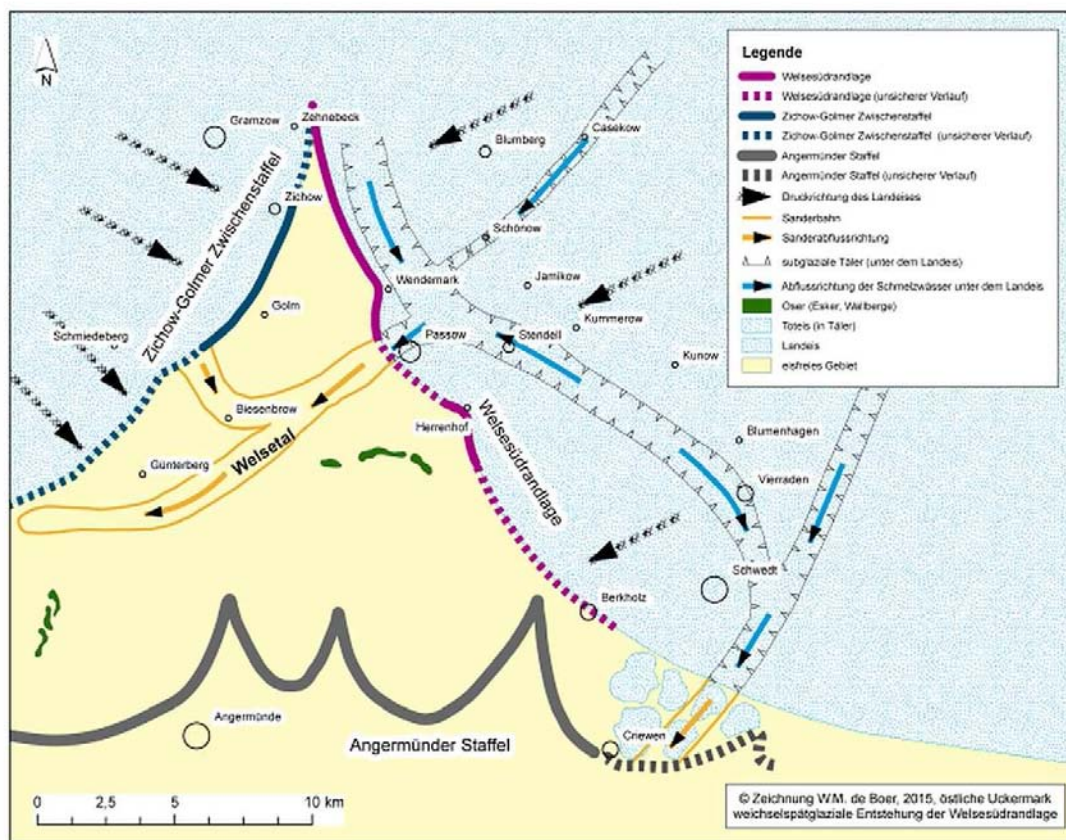 N
Gramzow
Zehnebeck
Blumberg
Casekow
Zichow
Schönow
Zichow-Golmer Zwischenstaffel
Wendemark
Jamikow
Golm
Kummerow
Schmiedeberg
Passow
Stendell
Kunow
Biesenbrow
Herrenhof
Welsesüdrandlage
Blumenhagen
Welsetal
Günterberg
Vierraden
Schwedt
Berkholz
Angermünde
Angermünder Staffel
Criewen
0 2,5 5 10 km
Legende
Welsesüdrandlage
Welsesüdrandlage (unsicherer Verlauf)
Zichow-Golmer Zwischenstaffel
Zichow-Golmer Zwischenstaffel (unsicherer Verlauf)
Angermünder Staffel
Angermünder Staffel (unsicherer Verlauf)
Druckrichtung des Landeises
Sanderbahn
Sanderabflussrichtung
subglaziale Täler (unter dem Landeis)
Abflussrichtung der Schmelzwässer unter dem Landeis
Oser (Esker, Wallberge)
Toteis (in Täler)
Landeis
eisfreies Gebiet
© Zeichnung W.M. de Boer, 2015, östliche Uckermark
weichselspätglaziale Entstehung der Welsesüdrandlage